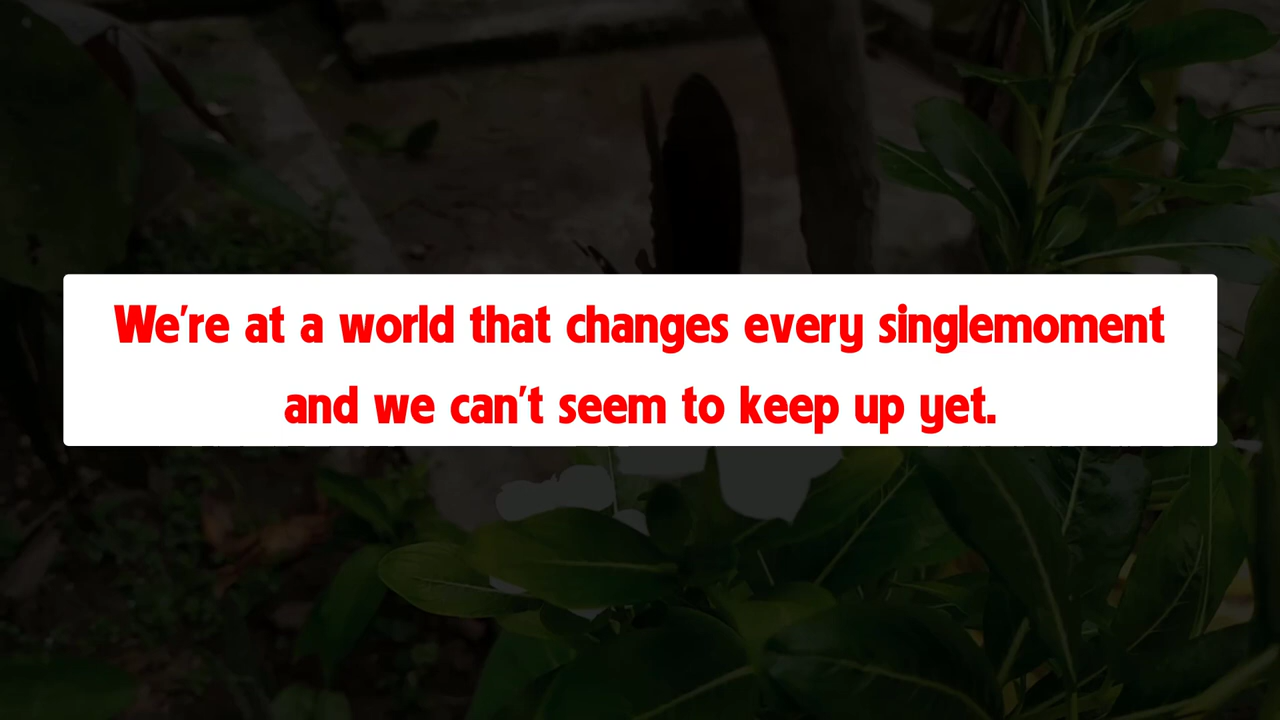 We're at a world that changes every singlemoment
and we can't seem to keep up yet.